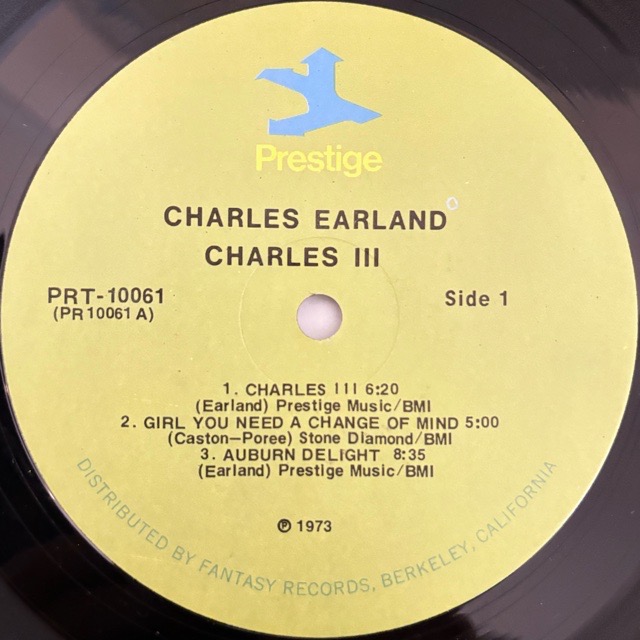 Prestige
CHARLES EARLAND
CHARLES III
PRT-10061
(PR 10061 A)
Side 1
1. CHARLES III 6:20
(Earland) Prestige Music/BMI
2. GIRL YOU NEED A CHANGE OF MIND 5:00
(Caston—Poree) Stone Diamond/BMI
3. AUBURN DELIGHT 8:35
(Earland) Prestige Music/BMI
℗ 1973
DISTRIBUTED BY FANTASY RECORDS, BERKELEY, CALIFORNIA